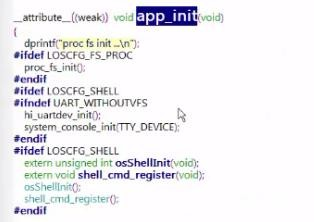 __attribute__((weak)) void app_init(void)
{
dprintf("proc fs init ...\n");
#ifdef LOSCFG_FS_PROC
proc_fs_init();
#endif
#ifdef LOSCFG_SHELL
#ifndef UART_WITHOUTVFS
hi_uartdev_init();
system_console_init(TTY_DEVICE);
#endif
#ifdef LOSCFG_SHELL
extern unsigned int osShellInit(void);
extern void shell_cmd_register(void);
osShellInit();
shell_cmd_register();
#endif